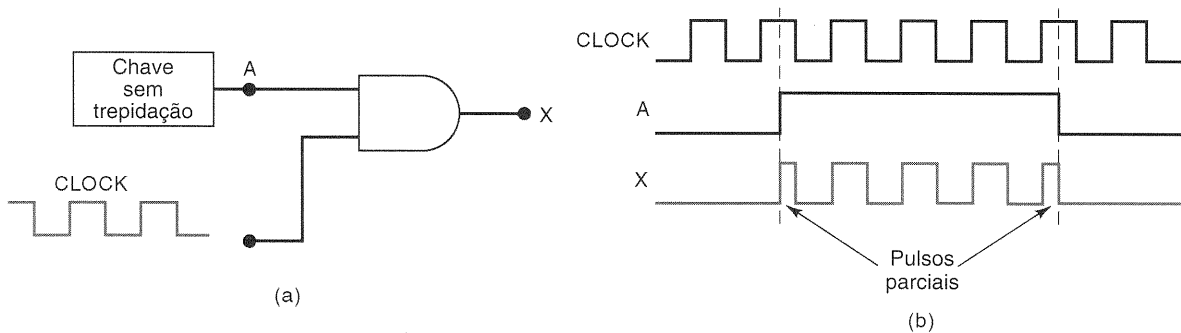 Chave
sem
trepidação
A
X
CLOCK
(a)
CLOCK
A
X
Pulsos
parciais
(b)